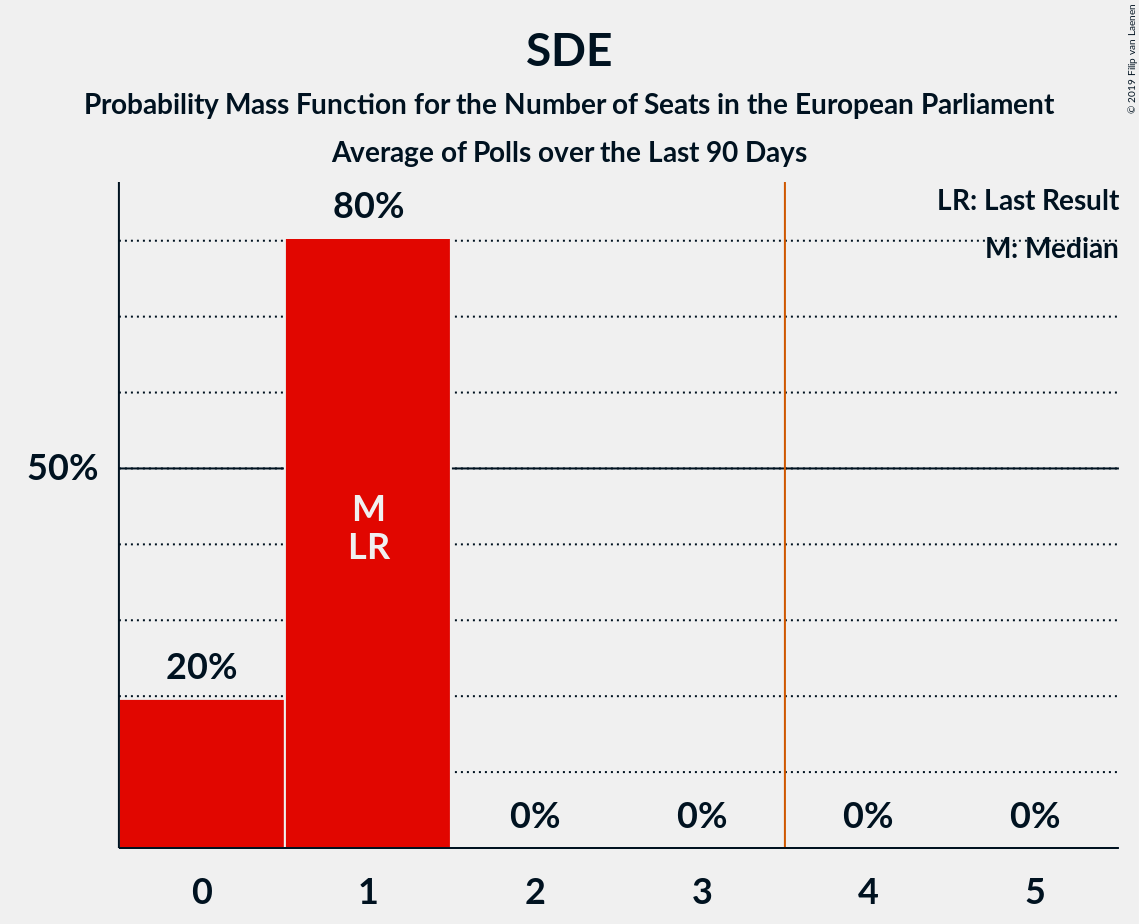 SDE
Probability Mass Function for the Number of Seats in the European Parliament
Average of Polls over the Last 90 Days
© 2019 Filip van Laenen
LR: Last Result
M: Median
80%
50%
M
LR
20%
0%
0%
0%
0%
0
1
2
3
4
5